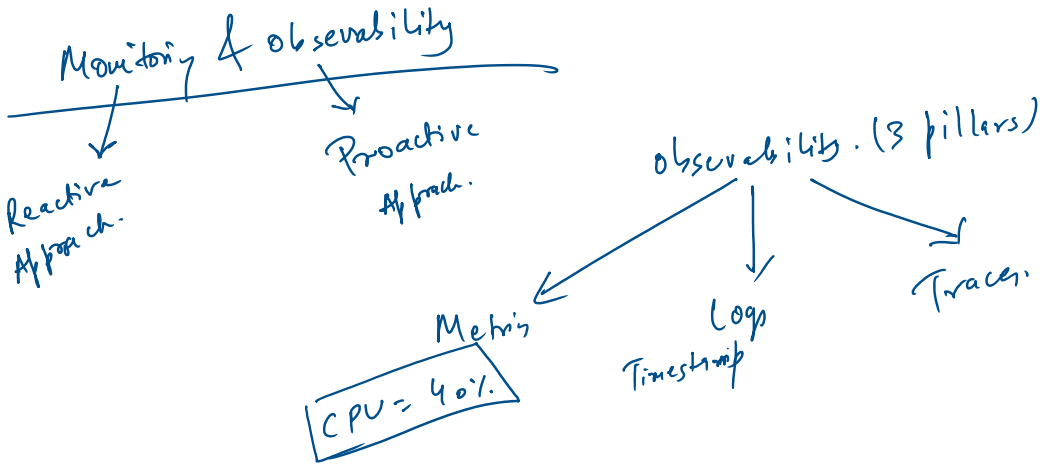 Monitoring & observability
Reactive
Approach.
Proactive
Approach.
observability. (3 pillars)
Metrics
CPU = 40%
Logs
Timestamp
Traces.